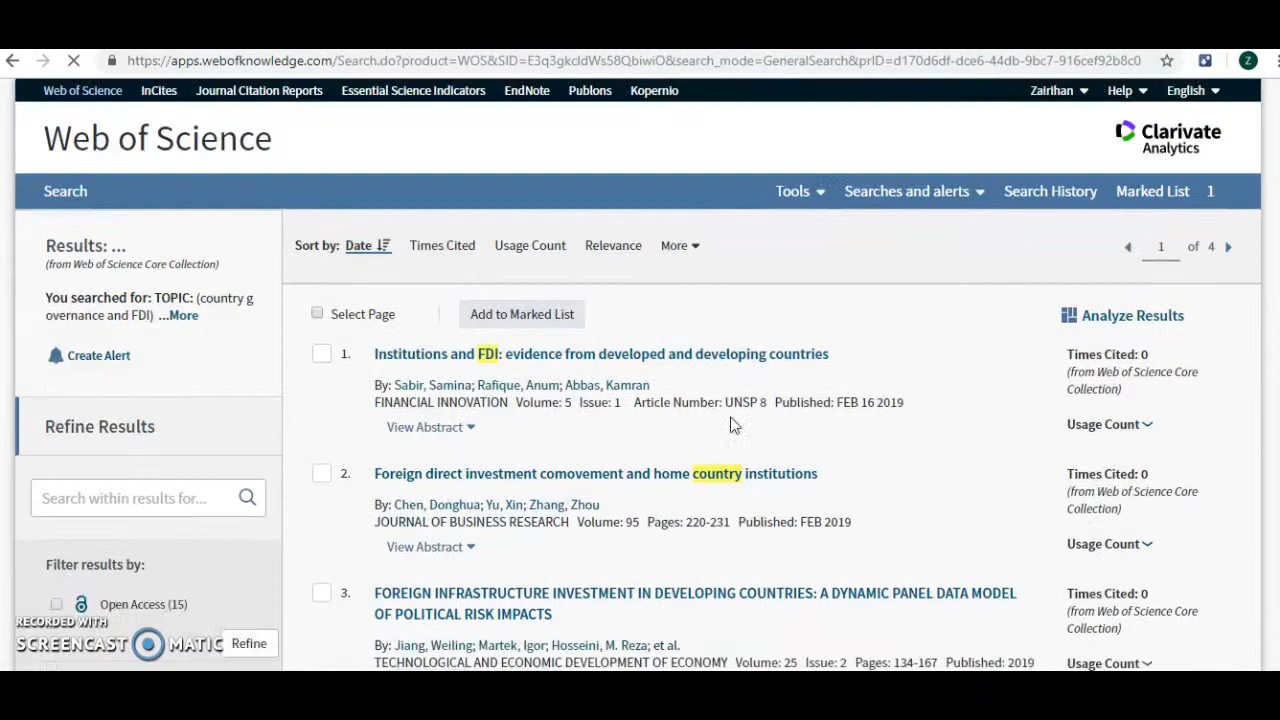 https://apps.webofknowledge.com/Search.do?product=WOS&SID=E3q3gkcldWs58QbiwiO&search_mode=GeneralSearch&prID=d170d6df-dce6-44db-9bc7-916cef92b8c0
Z
Web of Science InCites Journal Citation Reports Essential Science Indicators EndNote Publons Kopernio Zairihan Help English
Web of Science
Clarivate
Analytics
Search Tools Searches and alerts Search History Marked List 1
Results: ...
(from Web of Science Core Collection)
You searched for: TOPIC: (country g
overnance and FDI) ...More
Create Alert
Refine Results
Search within results for...
Filter results by:
Open Access (15)
RECORDED WITH
SCREENCAST MATIC
Refine
Sort by: Date Times Cited Usage Count Relevance More
1 of 4
Select Page Add to Marked List
Analyze Results
1. Institutions and FDI: evidence from developed and developing countries
By: Sabir, Samina; Rafique, Anum; Abbas, Kamran
FINANCIAL INNOVATION Volume: 5 Issue: 1 Article Number: UNSP 8 Published: FEB 16 2019
View Abstract
Times Cited: 0
(from Web of Science Core
Collection)
Usage Count
2. Foreign direct investment comovement and home country institutions
By: Chen, Donghua; Yu, Xin; Zhang, Zhou
JOURNAL OF BUSINESS RESEARCH Volume: 95 Pages: 220-231 Published: FEB 2019
View Abstract
Times Cited: 0
(from Web of Science Core
Collection)
Usage Count
3. FOREIGN INFRASTRUCTURE INVESTMENT IN DEVELOPING COUNTRIES: A DYNAMIC PANEL DATA MODEL
OF POLITICAL RISK IMPACTS
By: Jiang, Weiling; Martek, Igor; Hosseini, M. Reza; et al.
TECHNOLOGICAL AND ECONOMIC DEVELOPMENT OF ECONOMY Volume: 25 Issue: 2 Pages: 134-167 Published: 2019
Times Cited: 0
(from Web of Science Core
Collection)
Usage Count